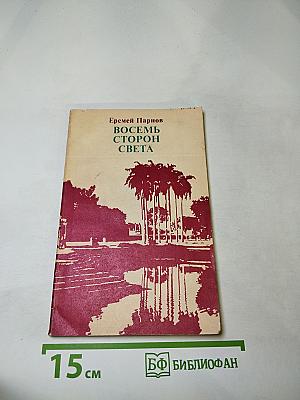 Еремей Парнов
ВОСЕМЬ
СТОРОН
СВЕТА
15 см
БФ БИБЛИОФАН